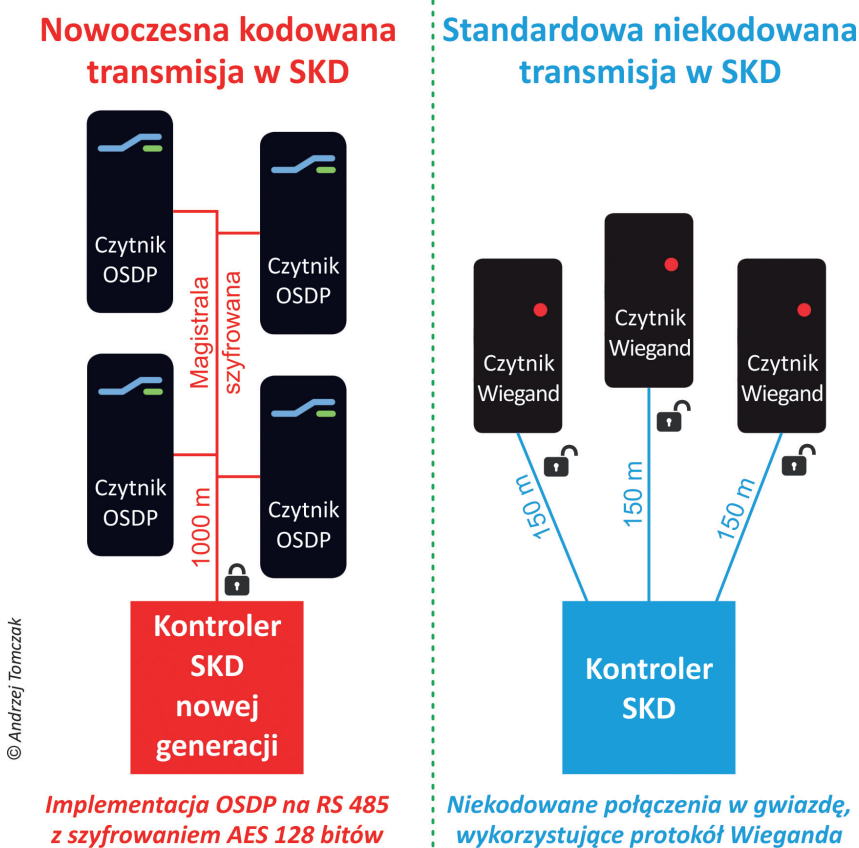 Nowoczesna kodowana
transmisja w SKD
Czytnik
OSDP
Czytnik
OSDP
Magistrala
szyfrowana
Czytnik
OSDP
Czytnik
OSDP
1000 m
Kontroler
SKD
nowej
generacji
© Andrzej Tomczak
Implementacja OSDP na RS 485
z szyfrowaniem AES 128 bitów
Standardowa niekodowana
transmisja w SKD
Czytnik
Wiegand
Czytnik
Wiegand
Czytnik
Wiegand
150 m
150 m
150 m
Kontroler
SKD
Niekodowane połączenia w gwiazdę,
wykorzystujące protokół Wieganda